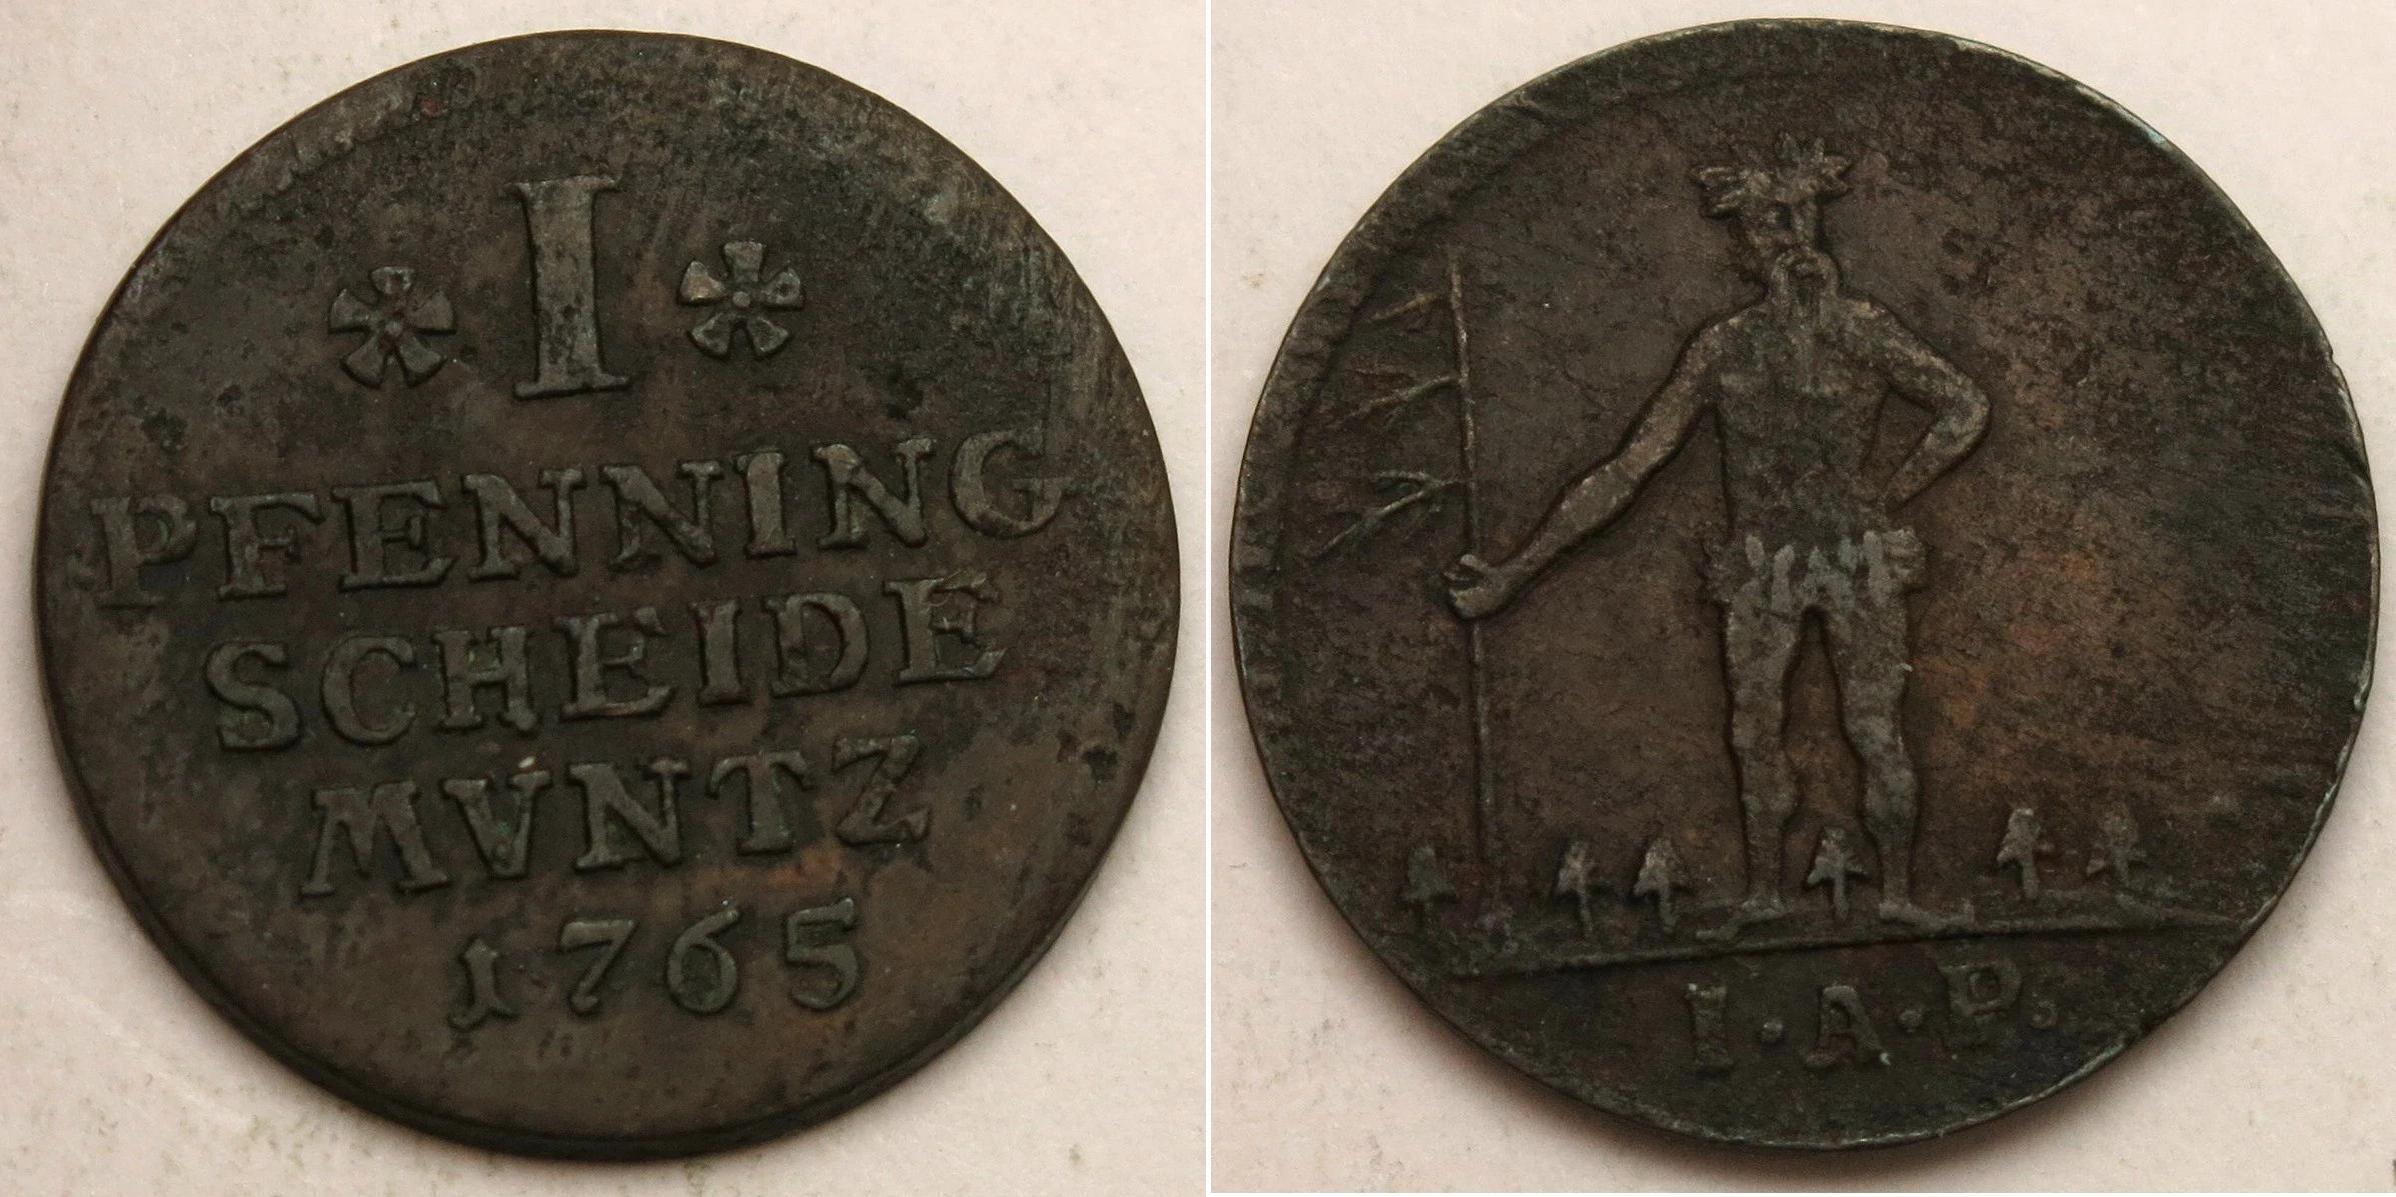 I
PFENNING
SCHEIDE
MVNTZ
1765
I·A·P·